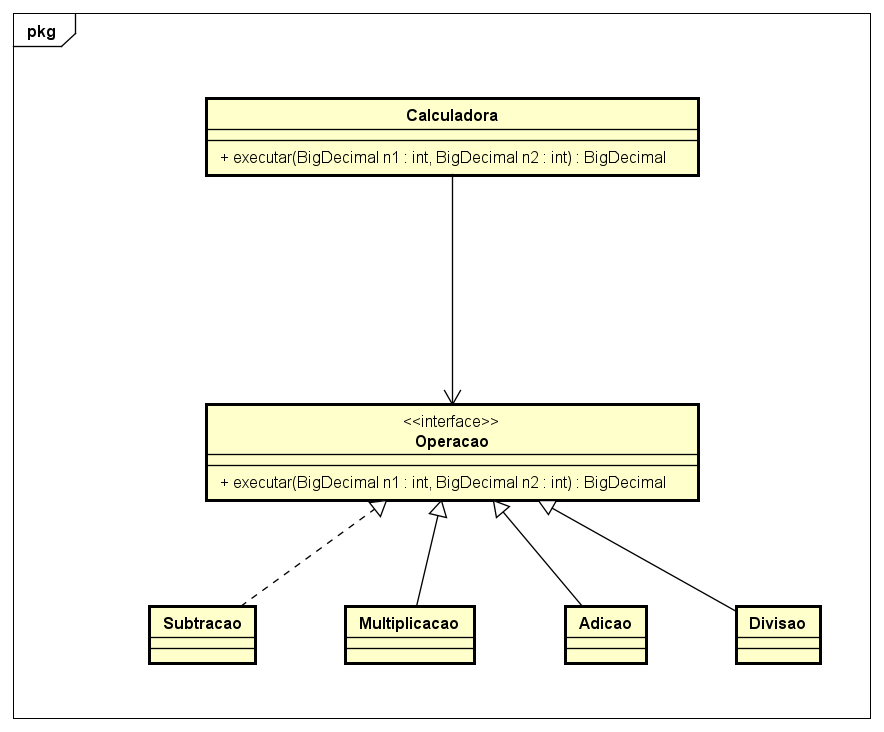 pkg
Calculadora
+ executar(BigDecimal n1 : int, BigDecimal n2 : int) : BigDecimal
<<interface>>
Operacao
+ executar(BigDecimal n1 : int, BigDecimal n2 : int) : BigDecimal
Subtracao
Multiplicacao
Adicao
Divisao